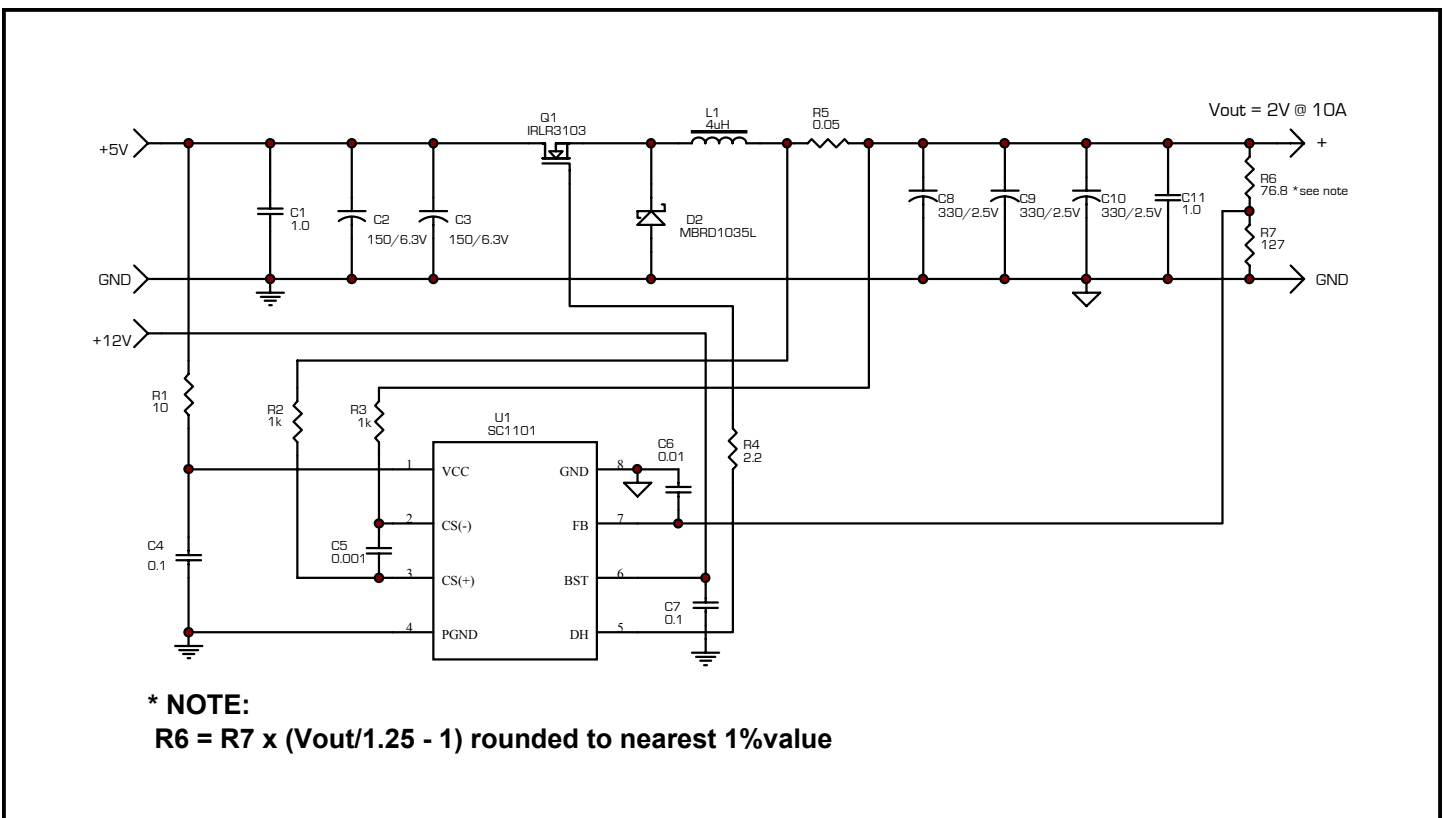 Vout = 2V @ 10A
Q1
IRLR3103
L1
4uH
R5
0.05
+5V
+
R6
76.8 *see note
C1
1.0
C2
150/6.3V
C3
150/6.3V
D2
MBRD1035L
C8
330/2.5V
C9
330/2.5V
C10
330/2.5V
C11
1.0
R7
127
GND
GND
+12V
R1
10
R2
1k
R3
1k
U1
SC1101
R4
2.2
C6
0.01
1
VCC
GND
8
2
CS(-)
FB
7
C4
0.1
C5
0.001
3
CS(+)
BST
6
C7
0.1
4
PGND
DH
5
* NOTE:
R6 = R7 x (Vout/1.25 - 1) rounded to nearest 1%value